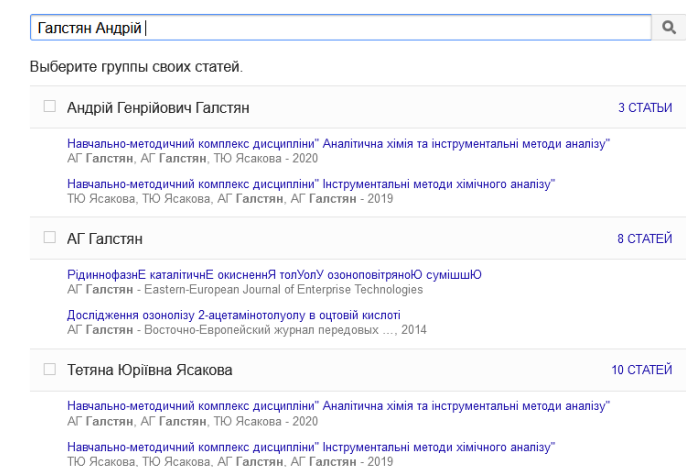 Галстян Андрій
Выберите группы своих статей.
Андрій Генрійович Галстян 3 СТАТЬИ
Навчально-методичний комплекс дисципліни" Аналітична хімія та інструментальні методи аналізу"
АГ Галстян, АГ Галстян, ТЮ Ясакова - 2020
Навчально-методичний комплекс дисципліни" Інструментальні методи хімічного аналізу"
ТЮ Ясакова, ТЮ Ясакова, АГ Галстян, АГ Галстян - 2019
АГ Галстян 8 СТАТЕЙ
РідиннофазнЕ каталітичнЕ окисненнЯ толУолУ озоноповітряноЮ сумішшЮ
АГ Галстян - Eastern-European Journal of Enterprise Technologies
Дослідження озонолізу 2-ацетамінотолуолу в оцтовій кислоті
АГ Галстян - Восточно-Европейский журнал передовых …, 2014
Тетяна Юріївна Ясакова 10 СТАТЕЙ
Навчально-методичний комплекс дисципліни" Аналітична хімія та інструментальні методи аналізу"
АГ Галстян, АГ Галстян, ТЮ Ясакова - 2020
Навчально-методичний комплекс дисципліни" Інструментальні методи хімічного аналізу"
ТЮ Ясакова, ТЮ Ясакова, АГ Галстян, АГ Галстян - 2019